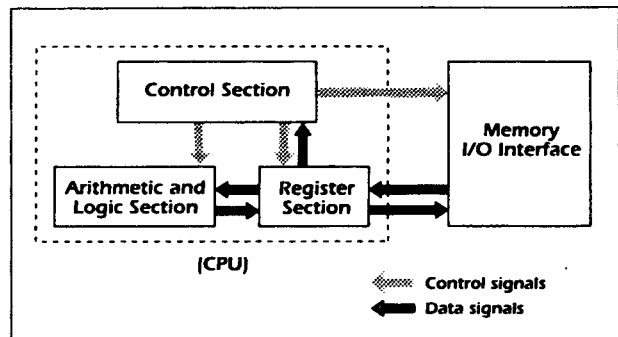 Control Section
Memory
I/O Interface
Arithmetic and
Logic Section
Register
Section
(CPU)
Control signals
Data signals